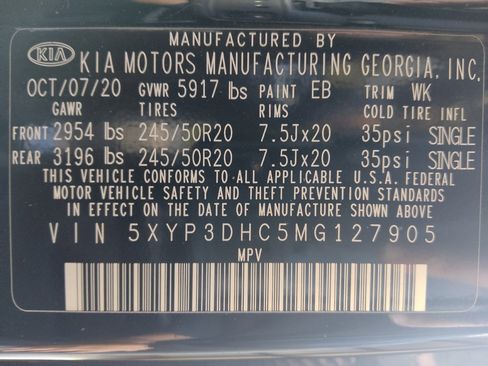 MANUFACTURED BY
KIA KIA MOTORS MANUFACTURING GEORGIA, INC.
OCT/07/20 GVWR 5917 lbs PAINT EB TRIM WK
GAWR TIRES RIMS COLD TIRE INFL
FRONT 2954 lbs 245/50R20 7.5Jx20 35psi SINGLE
REAR 3196 lbs 245/50R20 7.5Jx20 35psi SINGLE
THIS VEHICLE CONFORMS TO ALL APPLICABLE U.S.A. FEDERAL
MOTOR VEHICLE SAFETY AND THEFT PREVENTION STANDARDS
IN EFFECT ON THE DATE OF MANUFACTURE SHOWN ABOVE
VIN 5XYP3DHC5MG127905
MPV